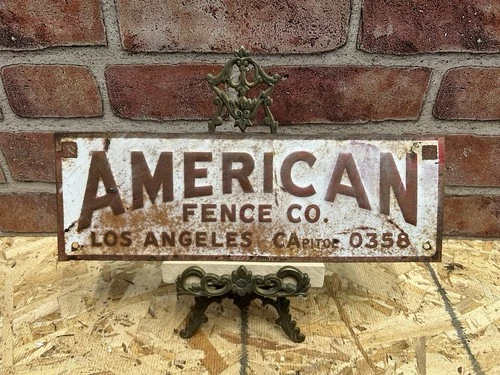 AMERICAN
FENCE CO.
LOS ANGELES CAPITOL 0358